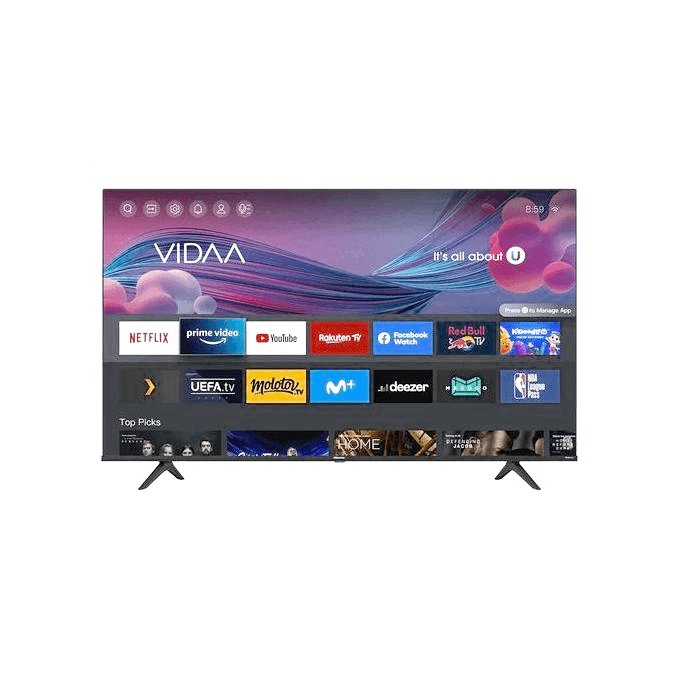 8:59
VIDAA
It's all about U
Press to Manage App
NETFLIX
prime video
YouTube
Rakuten TV
Facebook Watch
Red Bull TV
UEFA.tv
molotov.tv
M+
deezer
NBA League Pass
Top Picks
HOME
DEFENDING JACOB